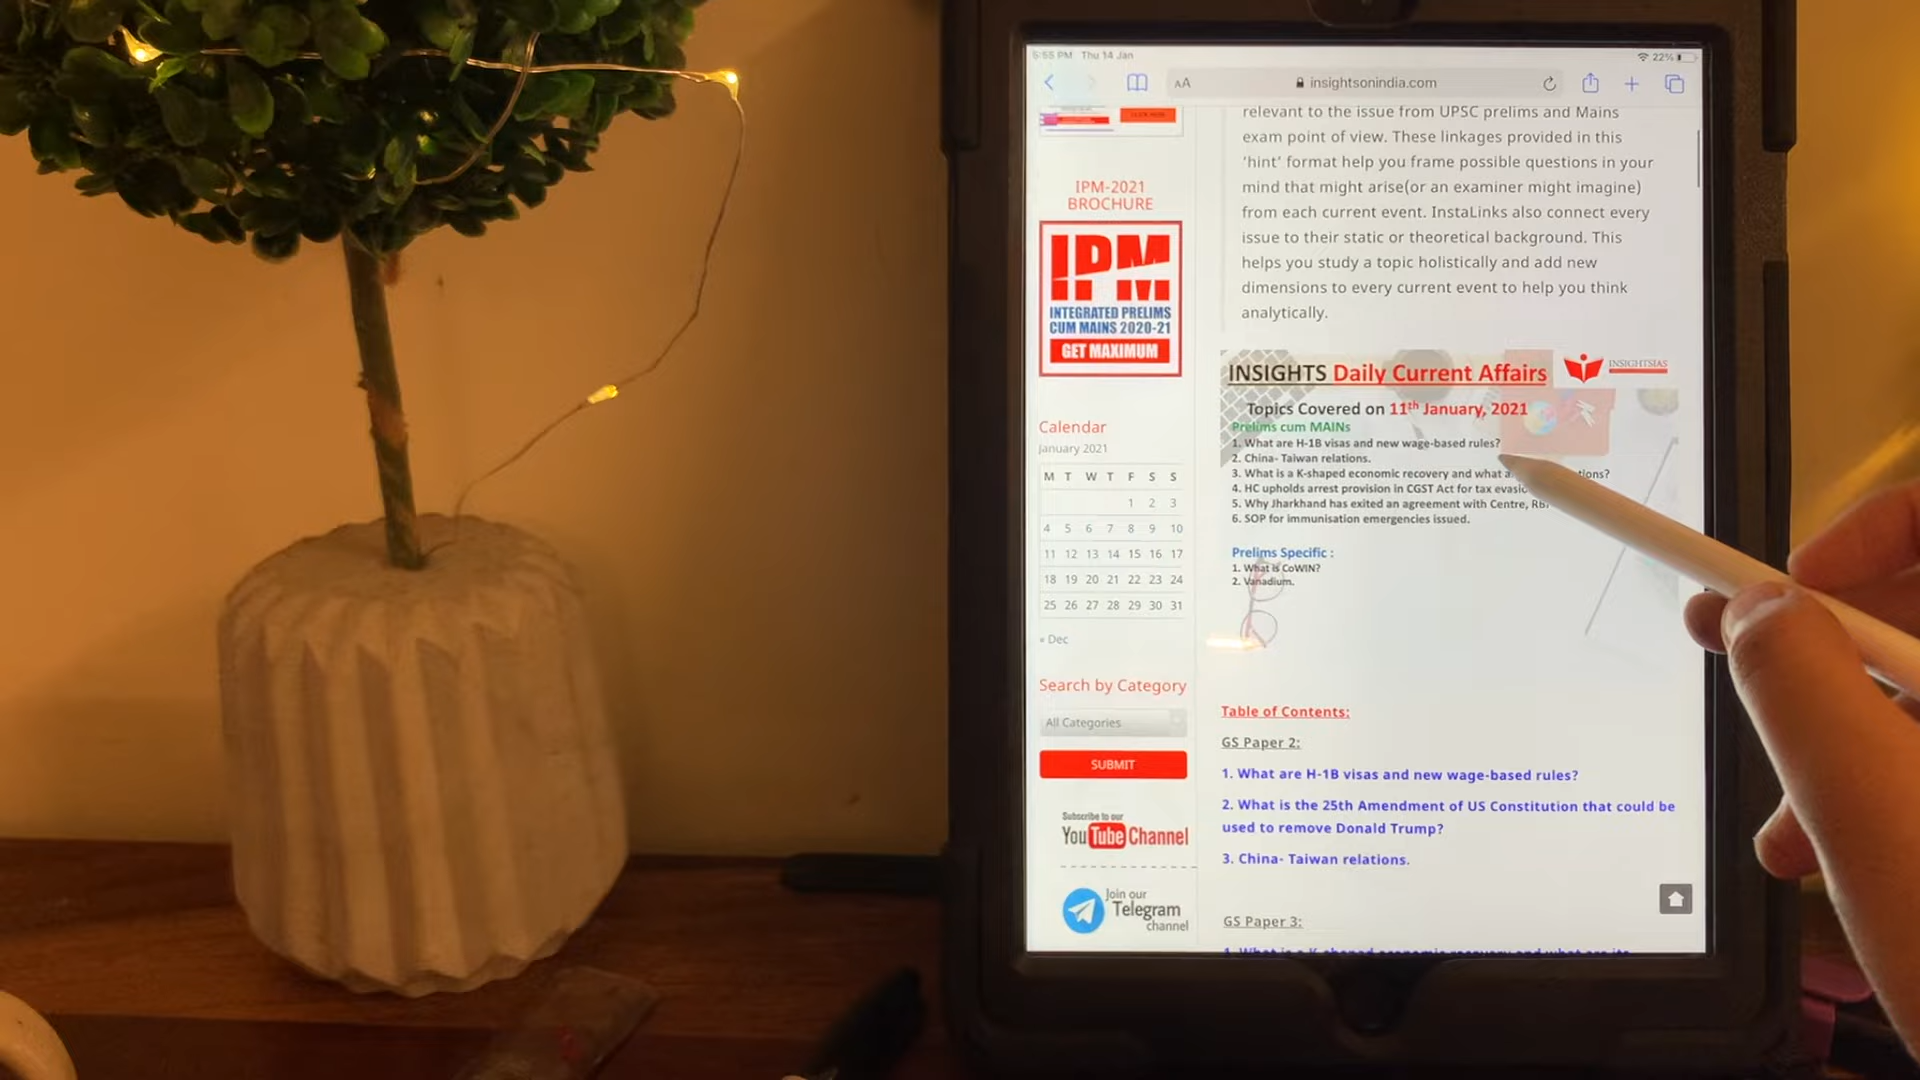 5:55 PM Thu 14 Jan
22%
AA
insightsonindia.com
relevant to the issue from UPSC prelims and Mains
exam point of view. These linkages provided in this
‘hint’ format help you frame possible questions in your
mind that might arise(or an examiner might imagine)
from each current event. InstaLinks also connect every
issue to their static or theoretical background. This
helps you study a topic holistically and add new
dimensions to every current event to help you think
analytically.
IPM-2021
BROCHURE
IPM
INTEGRATED PRELIMS
CUM MAINS 2020-21
GET MAXIMUM
Calendar
January 2021
M T W T F S S
1 2 3
4 5 6 7 8 9 10
11 12 13 14 15 16 17
18 19 20 21 22 23 24
25 26 27 28 29 30 31
« Dec
Search by Category
All Categories
SUBMIT
Subscribe to our
YouTube Channel
Join our
Telegram
channel
INSIGHTS Daily Current Affairs
INSIGHTSIAS
Topics Covered on 11th January, 2021
Prelims cum MAINs
1. What are H-1B visas and new wage-based rules?
2. China- Taiwan relations.
3. What is a K-shaped economic recovery and what
4. HC upholds arrest provision in CGST Act for tax
5. Why Jharkhand has exited an agreement with Centre,
6. SOP for immunisation emergencies issued.
Prelims Specific :
1. What is CoWIN?
2. Vanadium.
Table of Contents:
GS Paper 2:
1. What are H-1B visas and new wage-based rules?
2. What is the 25th Amendment of US Constitution that could be
used to remove Donald Trump?
3. China- Taiwan relations.
GS Paper 3:
1. What is a K-shaped economic recovery and what are its